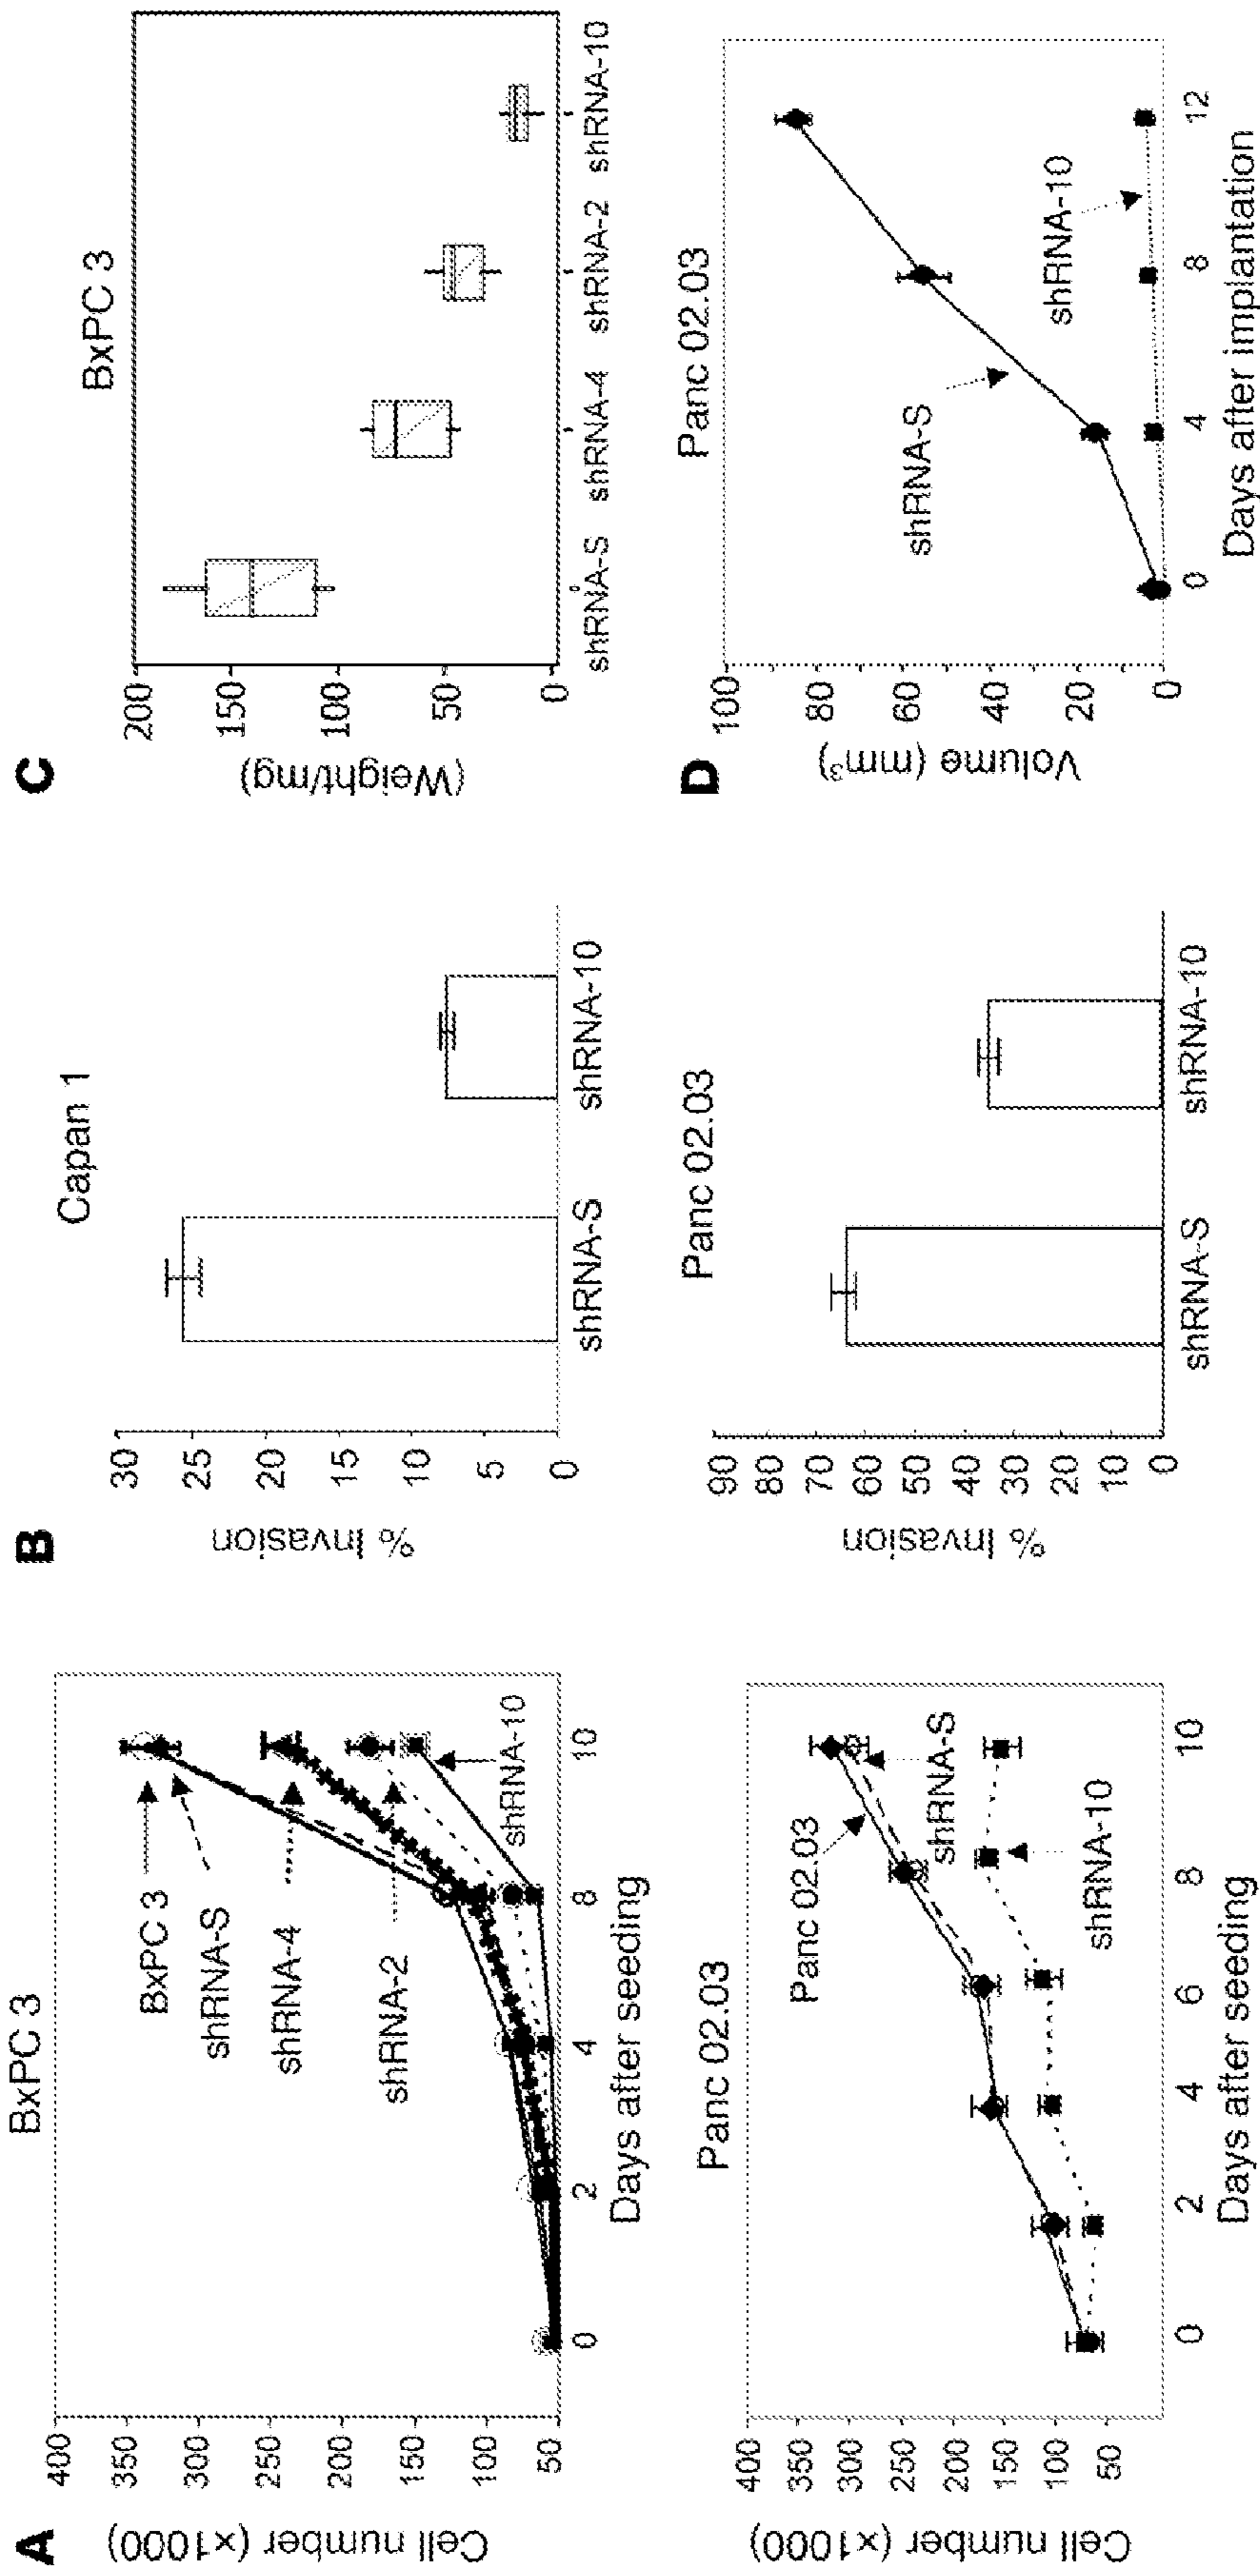 A
BxPC 3
Cell number (x1000)
400
350
300
250
200
150
100
50
BxPC 3
shRNA-S
shRNA-4
shRNA-2
shRNA-10
0 2 4 8 10
Days after seeding
Panc 02.03
Cell number (x1000)
400
350
300
250
200
150
100
50
Panc 02.03
shRNA-S
shRNA-10
0 2 4 6 8 10
Days after seeding
B
Capan 1
% Invasion
30
25
20
15
10
5
0
shRNA-S shRNA-10
Panc 02.03
% Invasion
90
80
70
60
50
40
30
20
10
0
shRNA-S shRNA-10
C
BxPC 3
(Weight/mg)
200
150
100
50
0
shRNA-S shRNA-4 shRNA-2 shRNA-10
D
Panc 02.03
Volume (mm³)
100
80
60
40
20
0
shRNA-S
shRNA-10
0 4 8 12
Days after implantation